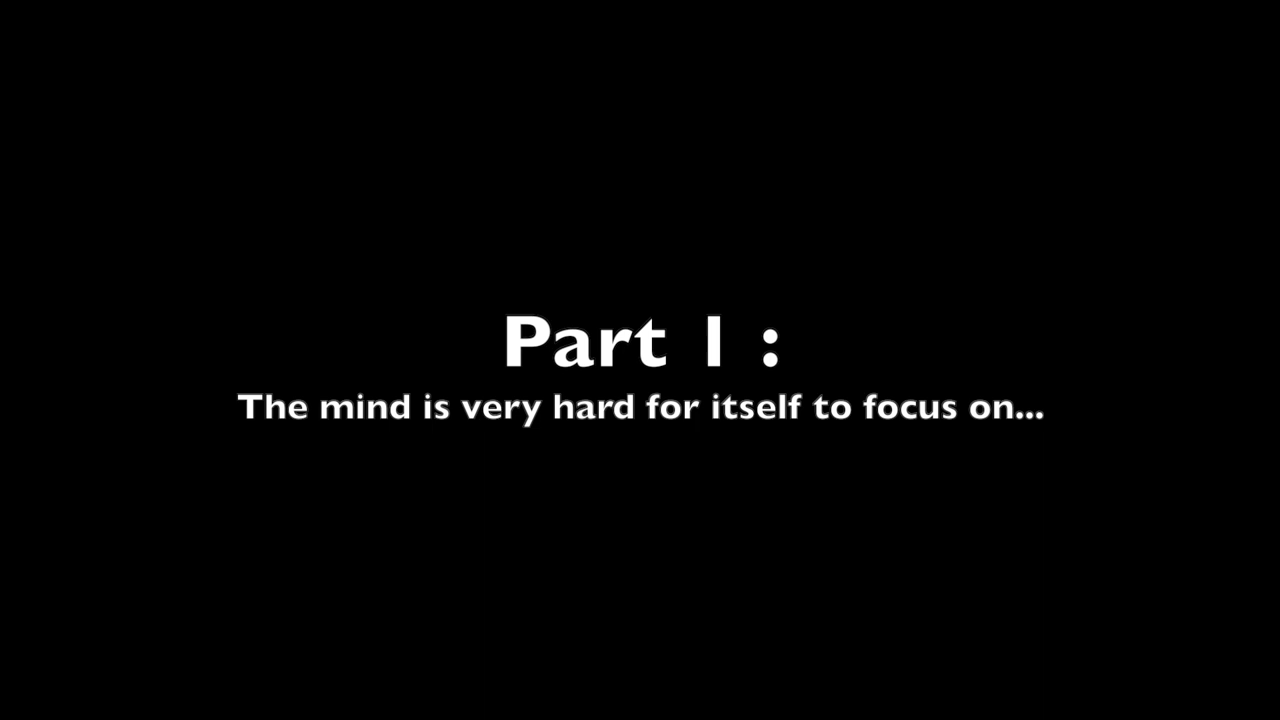 Part 1 :
The mind is very hard for itself to focus on...